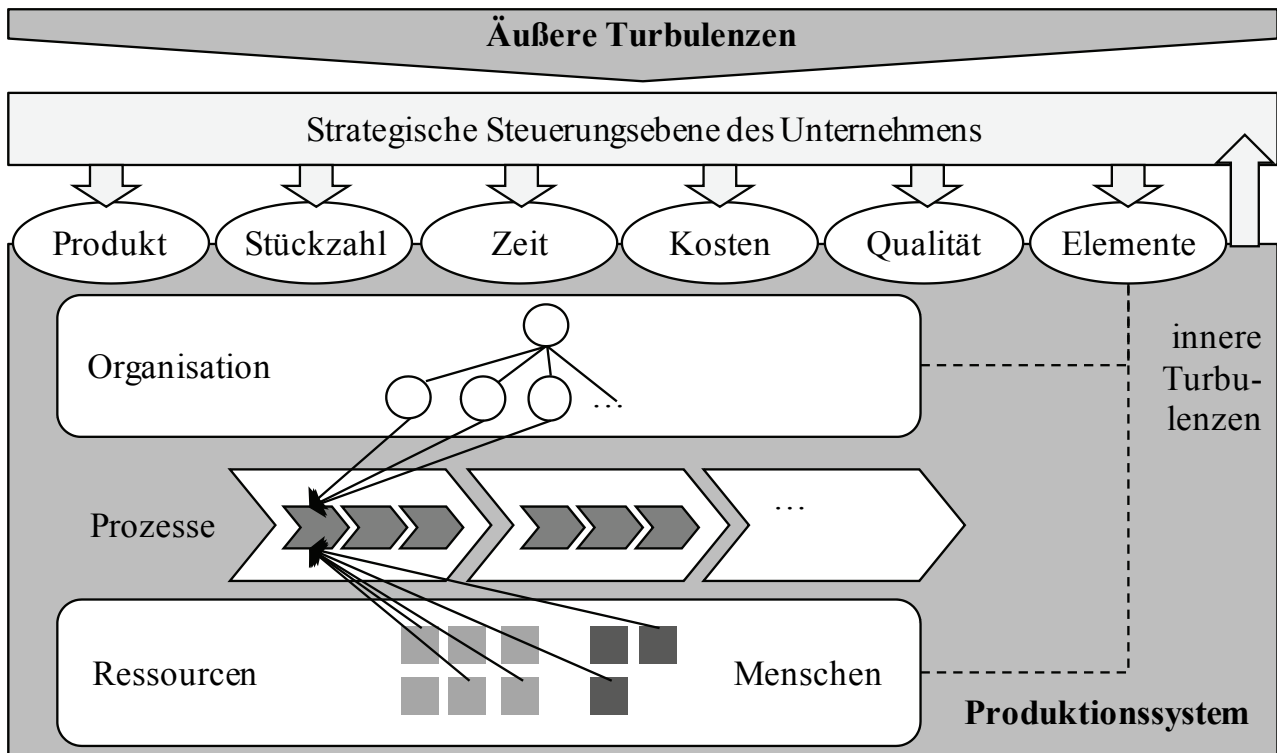 Äußere Turbulenzen
Strategische Steuerungsebene des Unternehmens
Produkt
Stückzahl
Zeit
Kosten
Qualität
Elemente
Organisation
...
innere
Turbu-
lenzen
Prozesse
...
Ressourcen
Menschen
Produktionssystem